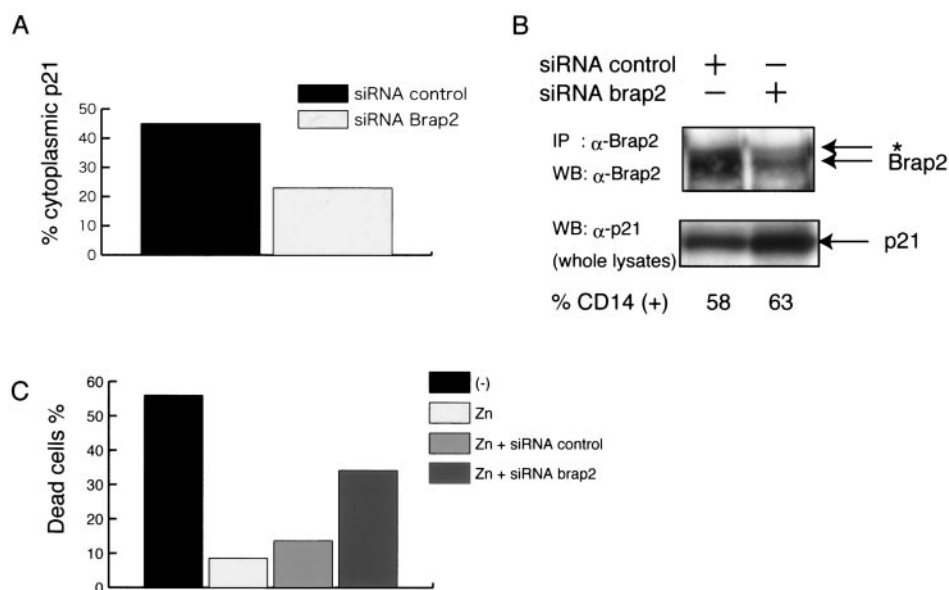 A
siRNA control
siRNA Brap2
% cytoplasmic p21
50
40
30
20
10
0
B
siRNA control + −
siRNA brap2 − +
IP : α-Brap2
WB: α-Brap2
*
Brap2
WB: α-p21
(whole lysates)
p21
% CD14 (+) 58 63
C
Dead cells %
60
50
40
30
20
10
0
(-)
Zn
Zn + siRNA control
Zn + siRNA brap2